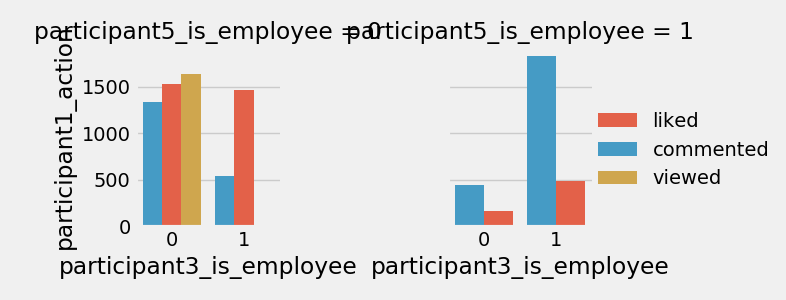 participant5_is_employee = 0
participant5_is_employee = 1
participant1_action
1500
1000
500
0
0 1
0 1
participant3_is_employee
participant3_is_employee
liked
commented
viewed